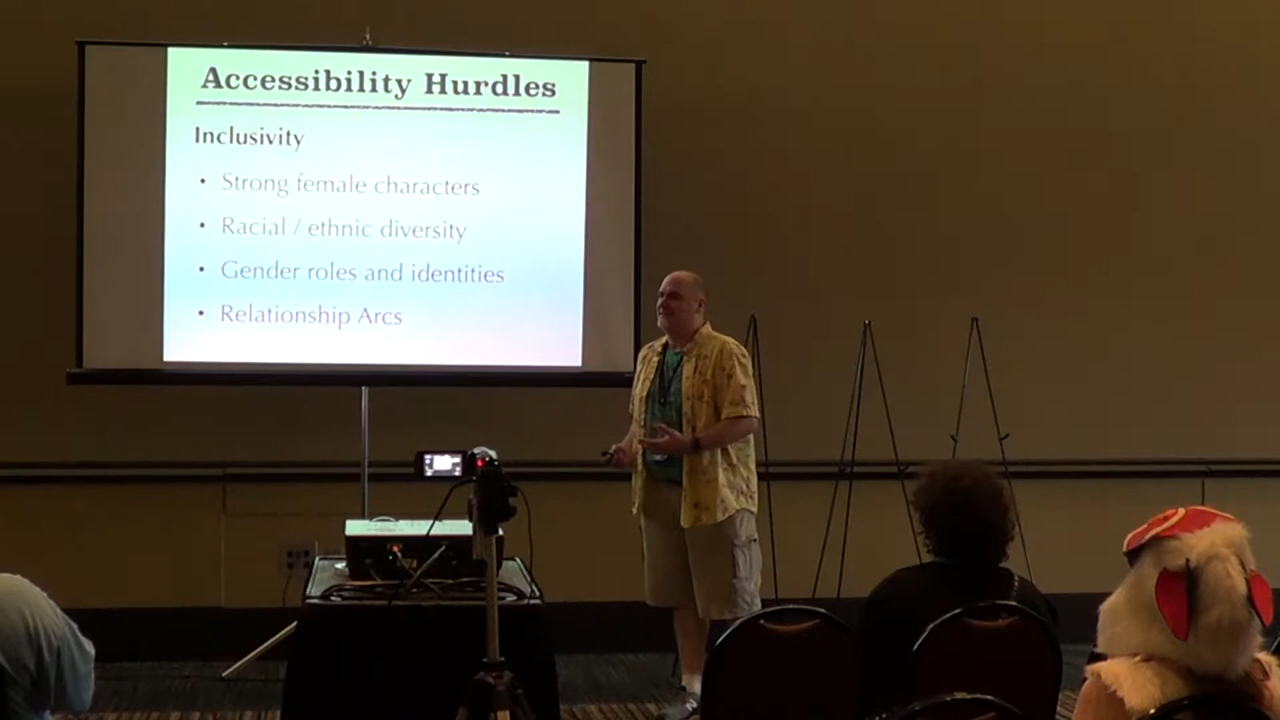 Accessibility Hurdles
Inclusivity
• Strong female characters
• Racial / ethnic diversity
• Gender roles and identities
• Relationship Arcs